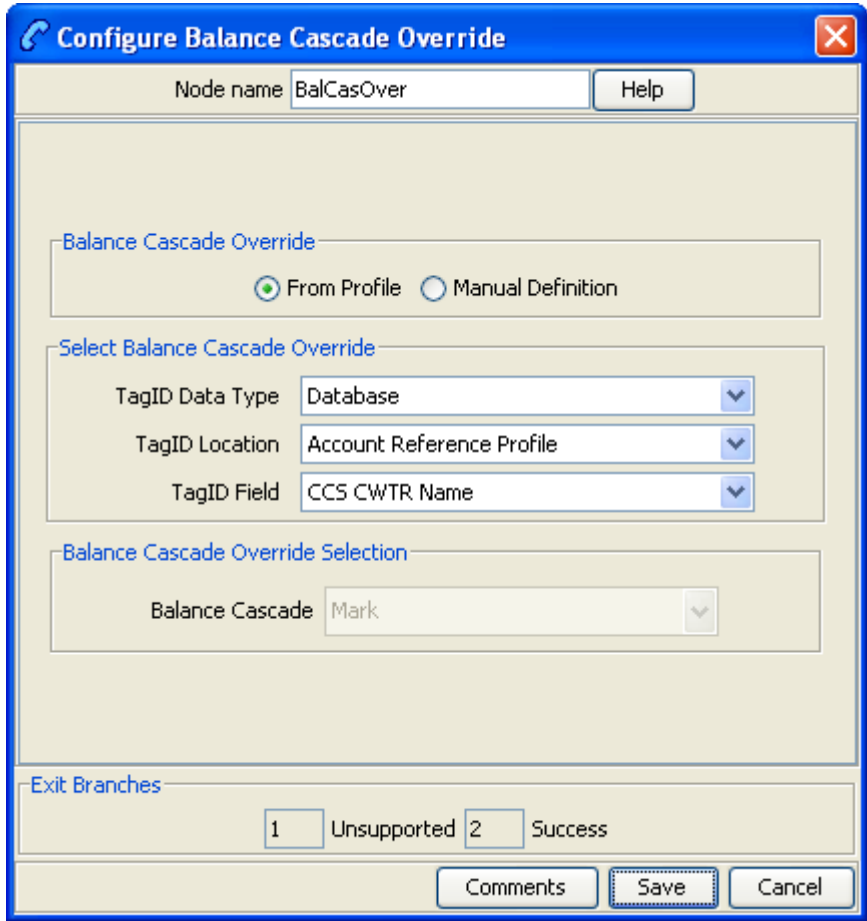 Configure Balance Cascade Override
Node name BalCasOver Help
Balance Cascade Override
From Profile Manual Definition
Select Balance Cascade Override
TagID Data Type Database
TagID Location Account Reference Profile
TagID Field CCS CWTR Name
Balance Cascade Override Selection
Balance Cascade Mark
Exit Branches
1 Unsupported 2 Success
Comments Save Cancel